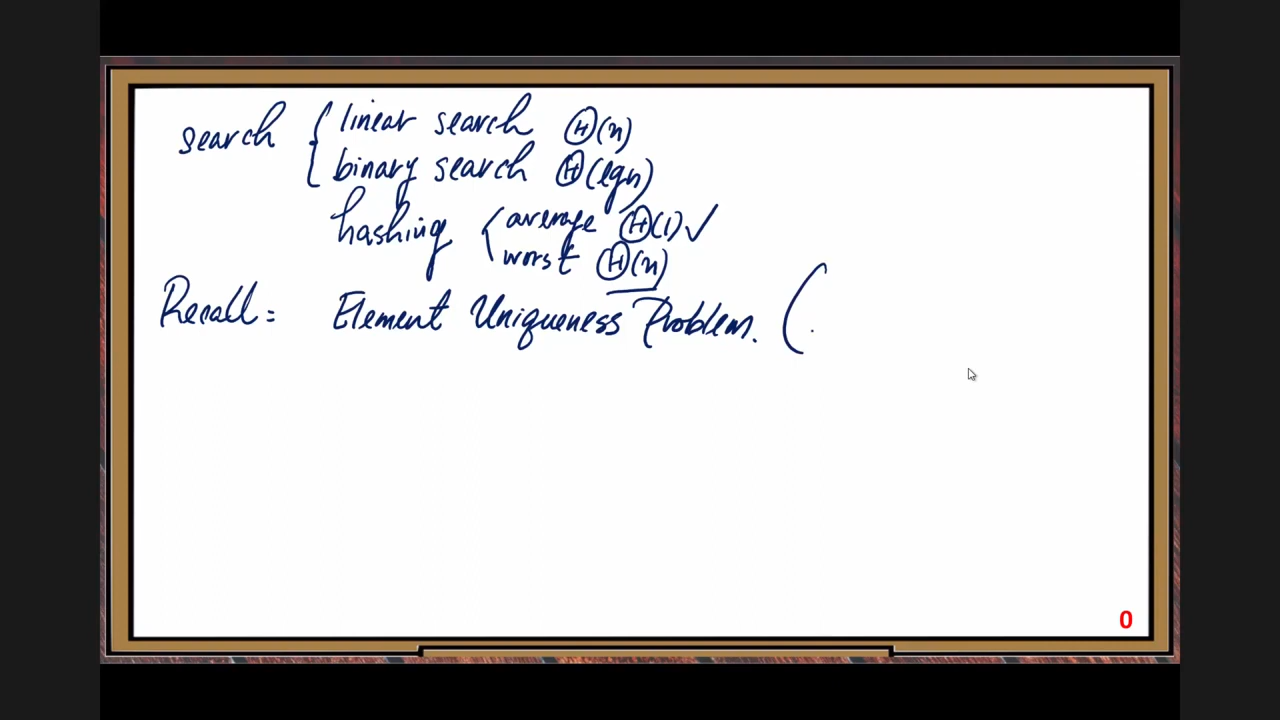 search { linear search Θ(n)
binary search Θ(lgn)
hashing { average Θ(1) ✓
worst Θ(n)
Recall: Element Uniqueness Problem. (
0